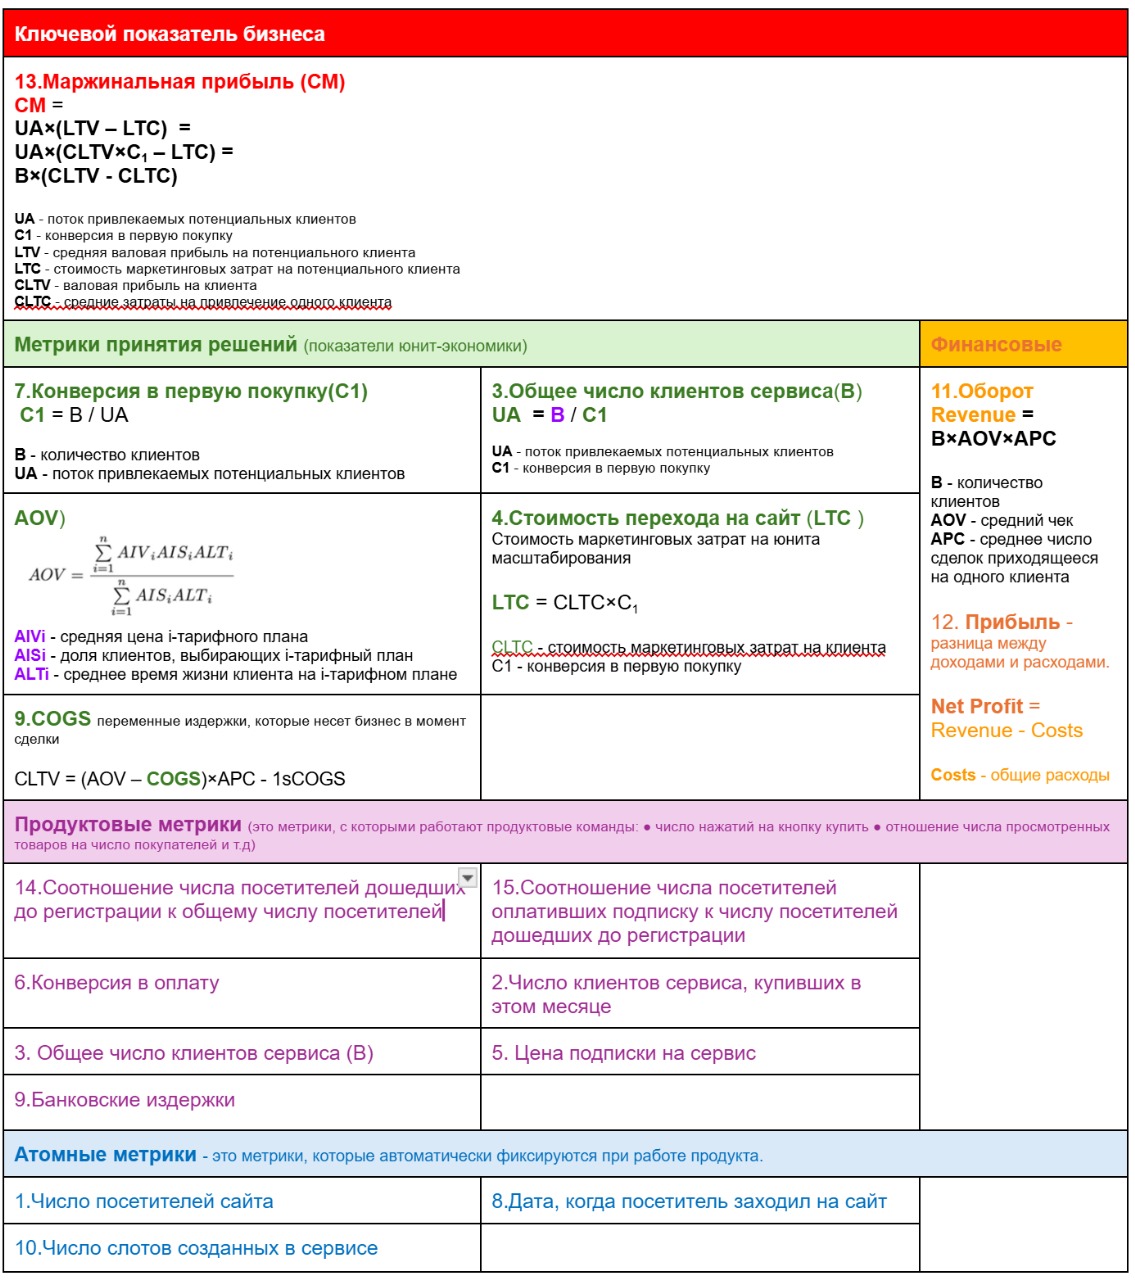 Ключевой показатель бизнеса
13.Маржинальная прибыль (CM)
CM =
UA×(LTV – LTC) =
UA×(CLTV×C₁ – LTC) =
B×(CLTV - CLTC)
UA - поток привлекаемых потенциальных клиентов
C1 - конверсия в первую покупку
LTV - средняя валовая прибыль на потенциального клиента
LTC - стоимость маркетинговых затрат на потенциального клиента
CLTV - валовая прибыль на клиента
CLTC - средние затраты на привлечение одного клиента
Метрики принятия решений (показатели юнит-экономики)
Финансовые
7.Конверсия в первую покупку(C1)
C1 = B / UA
B - количество клиентов
UA - поток привлекаемых потенциальных клиентов
3.Общее число клиентов сервиса(B)
UA = B / C1
UA - поток привлекаемых потенциальных клиентов
C1 - конверсия в первую покупку
11.Оборот
Revenue =
B×AOV×APC
B - количество
клиентов
AOV - средний чек
APC - среднее число
сделок приходящееся
на одного клиента
12. Прибыль -
разница между
доходами и расходами.
Net Profit =
Revenue - Costs
Costs - общие расходы
AOV)
AOV = \frac{\sum_{i=1}^{n} AIV_i AIS_i ALT_i}{\sum_{i=1}^{n} AIS_i ALT_i}
AIVi - средняя цена i-тарифного плана
AISi - доля клиентов, выбирающих i-тарифный план
ALTi - среднее время жизни клиента на i-тарифном плане
4.Стоимость перехода на сайт (LTC )
Стоимость маркетинговых затрат на юнита
масштабирования
LTC = CLTC×C₁
CLTC - стоимость маркетинговых затрат на клиента
C1 - конверсия в первую покупку
9.COGS переменные издержки, которые несет бизнес в момент
сделки
CLTV = (AOV – COGS)×APC - 1sCOGS
Продуктовые метрики (это метрики, с которыми работают продуктовые команды: ● число нажатий на кнопку купить ● отношение числа просмотренных
товаров на число покупателей и т.д)
14.Соотношение числа посетителей дошедших
до регистрации к общему числу посетителей
15.Соотношение числа посетителей
оплативших подписку к числу посетителей
дошедших до регистрации
6.Конверсия в оплату
2.Число клиентов сервиса, купивших в
этом месяце
3. Общее число клиентов сервиса (B)
5. Цена подписки на сервис
9.Банковские издержки
Атомные метрики - это метрики, которые автоматически фиксируются при работе продукта.
1.Число посетителей сайта
8.Дата, когда посетитель заходил на сайт
10.Число слотов созданных в сервисе